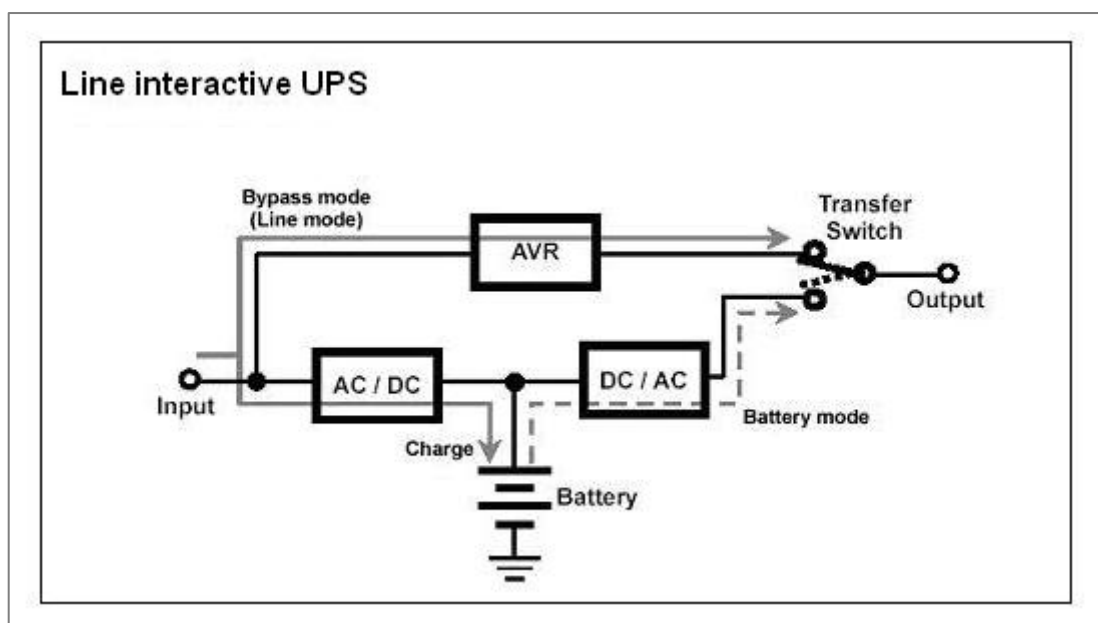 Line interactive UPS
Bypass mode
(Line mode)
AVR
Transfer
Switch
Output
Input
AC / DC
DC / AC
Charge
Battery mode
Battery